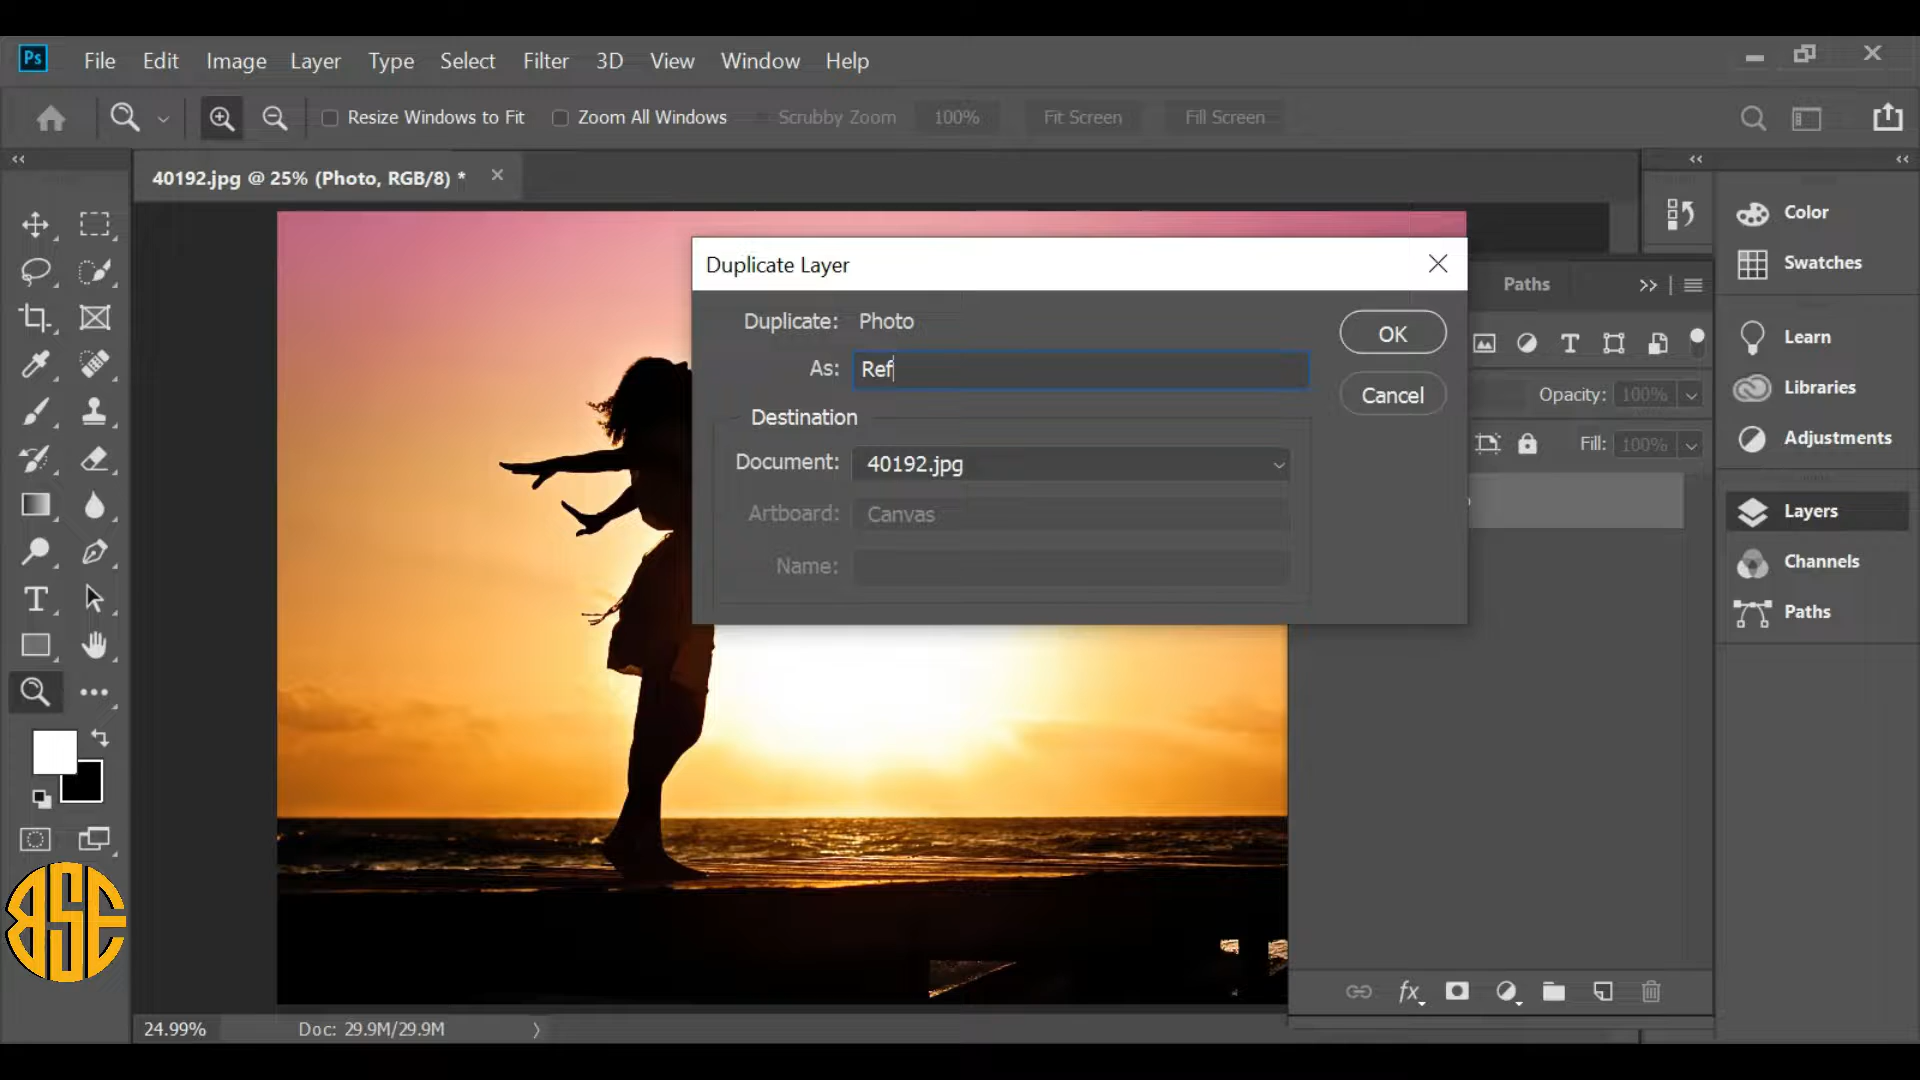 Ps File Edit Image Layer Type Select Filter 3D View Window Help
Resize Windows to Fit Zoom All Windows Scrubby Zoom 100% Fit Screen Fill Screen
40192.jpg @ 25% (Photo, RGB/8) *
Duplicate Layer
Duplicate: Photo
As: Ref
Destination
Document: 40192.jpg
Artboard: Canvas
Name:
OK
Cancel
Paths
Opacity: 100%
Fill: 100%
Color
Swatches
Learn
Libraries
Adjustments
Layers
Channels
Paths
fx
BSE
24.99% Doc: 29.9M/29.9M